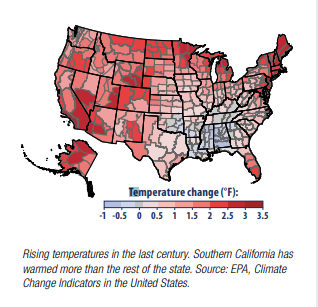 Temperature change (°F):
-1 -0.5 0 0.5 1 1.5 2 2.5 3 3.5
Rising temperatures in the last century. Southern California has
warmed more than the rest of the state. Source: EPA, Climate
Change Indicators in the United States.